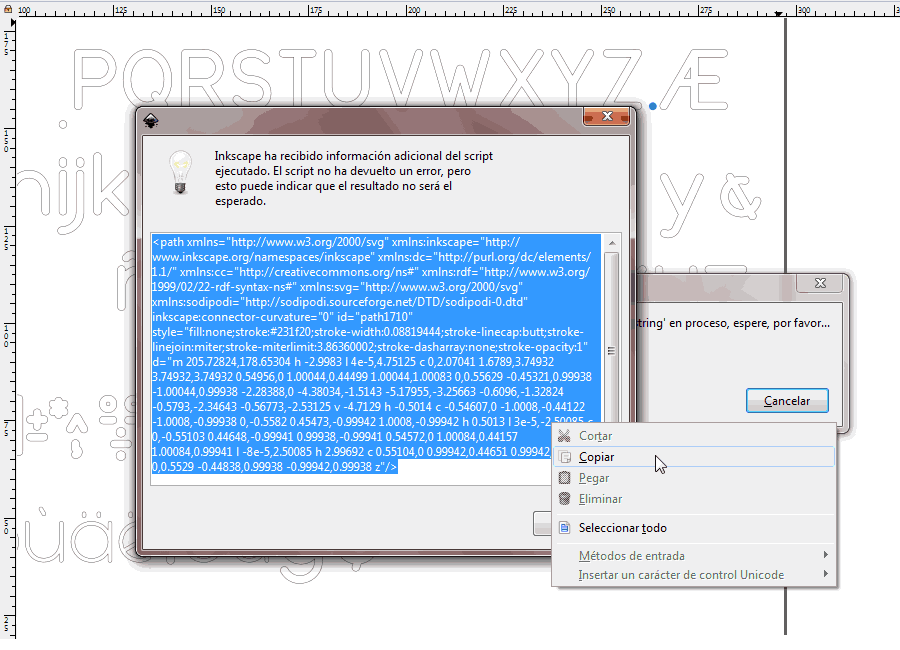 100 125 150 175 200 225 250 275 300
PQRSTUVWXYZ.Æ
Inkscape ha recibido información adicional del script
ejecutado. El script no ha devuelto un error, pero
esto puede indicar que el resultado no será el
esperado.
ñijk
y &
<path xmlns="http://www.w3.org/2000/svg" xmlns:inkscape="http://
www.inkscape.org/namespaces/inkscape" xmlns:dc="http://purl.org/dc/elements/
1.1/" xmlns:cc="http://creativecommons.org/ns#" xmlns:rdf="http://www.w3.org/
1999/02/22-rdf-syntax-ns#" xmlns:svg="http://www.w3.org/2000/svg"
xmlns:sodipodi="http://sodipodi.sourceforge.net/DTD/sodipodi-0.dtd"
inkscape:connector-curvature="0" id="path1710"
style="fill:none;stroke:#231f20;stroke-width:0.08819444;stroke-linecap:butt;stroke-
linejoin:miter;stroke-miterlimit:3.86360002;stroke-dasharray:none;stroke-opacity:1"
d="m 205.72824,178.65304 h -2.9983 l 4e-5,4.75125 c 0,2.07041 1.6789,3.74932
3.74932,3.74932 0.54956,0 1.00044,0.44499 1.00044,1.00083 0,0.55629 -0.45321,0.99938
-1.00044,0.99938 -2.28388,0 -4.38034,-1.5143 -5.17955,-3.25663 -0.6096,-1.32824
-0.5793,-2.34643 -0.56773,-2.53125 v -4.7129 h -0.5014 c -0.54607,0 -1.0008,-0.44122
-1.0008,-0.99938 0,-0.5582 0.45473,-0.99942 1.0008,-0.99942 h 0.5013 l 3e-5,-2.50085 c
0,-0.55103 0.44648,-0.99941 0.99938,-0.99941 0.54572,0 1.00084,0.44157
1.00084,0.99941 l -8e-5,2.50085 h 2.99692 c 0.55104,0 0.99942,0.44651 0.99942
0,0.5529 -0.44838,0.99938 -0.99942,0.99938 z"/>
string' en proceso, espere, por favor...
Cancelar
Cortar
Copiar
Pegar
Eliminar
Seleccionar todo
Métodos de entrada
Insertar un carácter de control Unicode